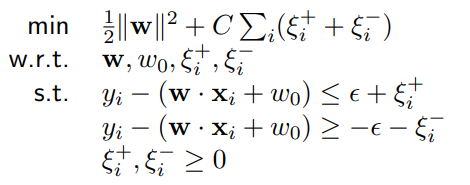 min ½‖w‖² + C ∑ᵢ(ξᵢ⁺ + ξᵢ⁻)
w.r.t. w, w₀, ξᵢ⁺, ξᵢ⁻
s.t. yᵢ − (w · xᵢ + w₀) ≤ ϵ + ξᵢ⁺
yᵢ − (w · xᵢ + w₀) ≥ −ϵ − ξᵢ⁻
ξᵢ⁺, ξᵢ⁻ ≥ 0